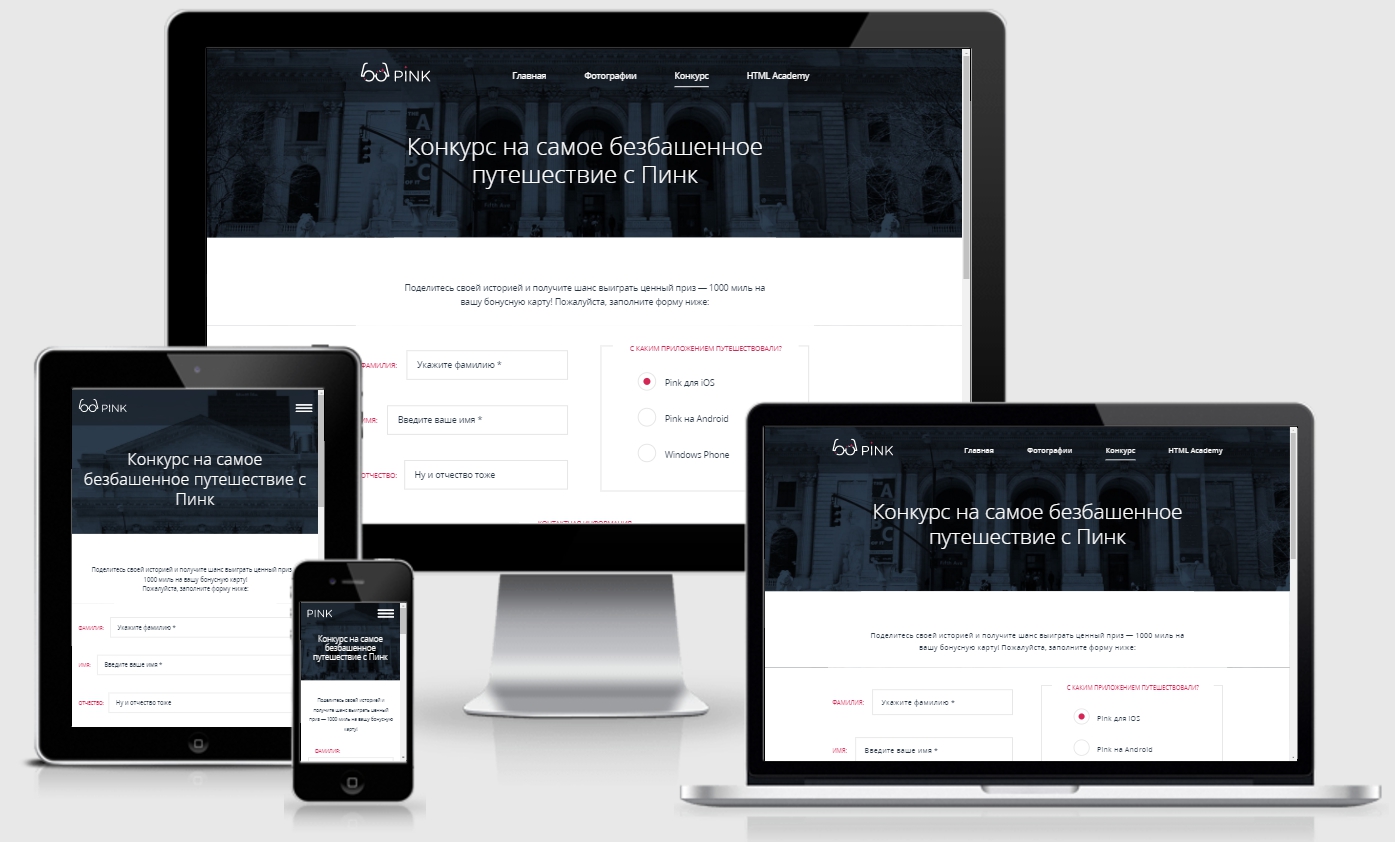 PINK
Главная Фотографии Конкурс HTML Academy
THE
A
B
C
OF IT
Fifth Ave
Конкурс на самое безбашенное
путешествие с Пинк
Поделитесь своей историей и получите шанс выиграть ценный приз — 1000 миль на
вашу бонусную карту! Пожалуйста, заполните форму ниже:
ФАМИЛИЯ: Укажите фамилию *
ИМЯ: Введите ваше имя *
ОТЧЕСТВО: Ну и отчество тоже
С КАКИМ ПРИЛОЖЕНИЕМ ПУТЕШЕСТВОВАЛИ?
Pink для iOS
Pink на Android
Windows Phone
КОНТАКТНАЯ ИНФОРМАЦИЯ
PINK
Конкурс на самое
безбашенное путешествие с
Пинк
Поделитесь своей историей и получите шанс выиграть ценный приз
1000 миль на вашу бонусную карту!
Пожалуйста, заполните форму ниже:
ФАМИЛИЯ: Укажите фамилию *
ИМЯ: Введите ваше имя *
ОТЧЕСТВО: Ну и отчество тоже
PINK
Конкурс на самое
безбашенное
путешествие с Пинк
Поделитесь своей историей и
получите шанс выиграть ценный
приз — 1000 миль на вашу бонусную
карту!
ФАМИЛИЯ:
PINK
Главная Фотографии Конкурс HTML Academy
A
B
C
Конкурс на самое безбашенное
путешествие с Пинк
Поделитесь своей историей и получите шанс выиграть ценный приз — 1000 миль на
вашу бонусную карту! Пожалуйста, заполните форму ниже:
ФАМИЛИЯ: Укажите фамилию *
ИМЯ: Введите ваше имя *
С КАКИМ ПРИЛОЖЕНИЕМ ПУТЕШЕСТВОВАЛИ?
Pink для iOS
Pink на Android